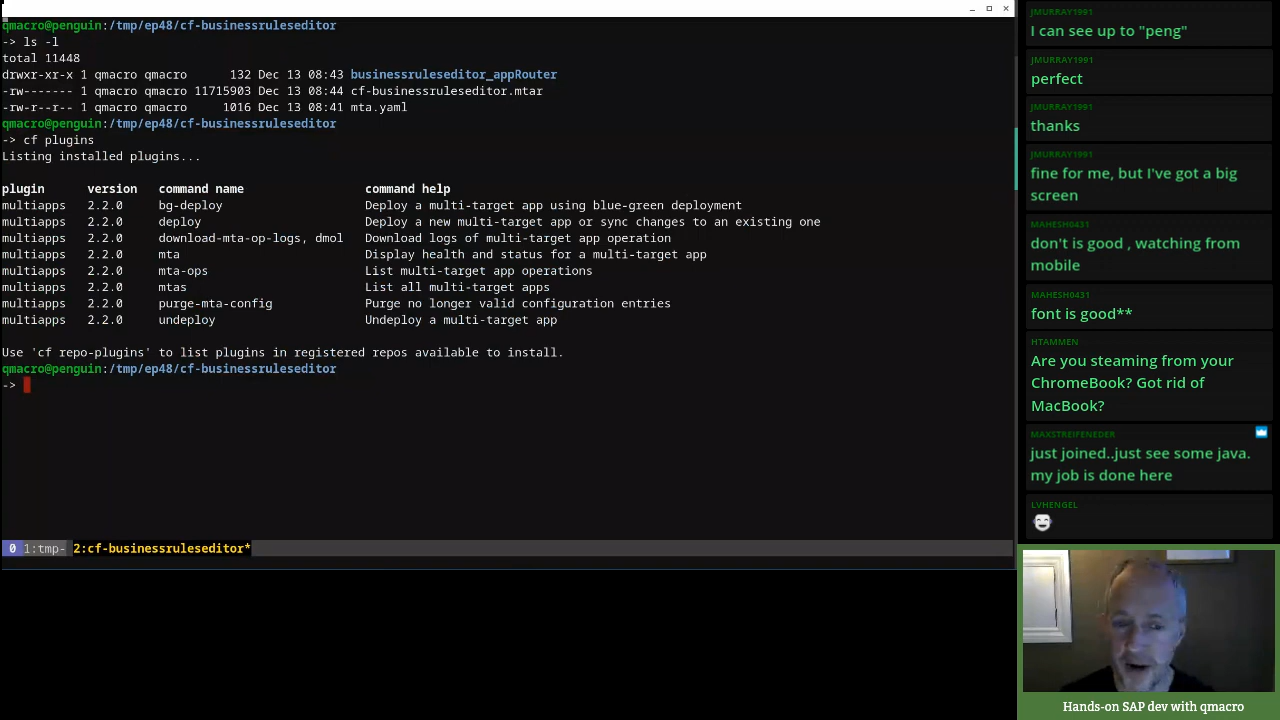 qmacro@penguin:/tmp/ep48/cf-businessruleseditor
-> ls -l
total 11448
drwxr-xr-x 1 qmacro qmacro      132 Dec 13 08:43 businessruleseditor_appRouter
-rw------- 1 qmacro qmacro 11715903 Dec 13 08:44 cf-businessruleseditor.mtar
-rw-r--r-- 1 qmacro qmacro     1016 Dec 13 08:41 mta.yaml
qmacro@penguin:/tmp/ep48/cf-businessruleseditor
-> cf plugins
Listing installed plugins...
plugin      version   command name               command help
multiapps   2.2.0     bg-deploy                  Deploy a multi-target app using blue-green deployment
multiapps   2.2.0     deploy                     Deploy a new multi-target app or sync changes to an existing one
multiapps   2.2.0     download-mta-op-logs, dmol   Download logs of multi-target app operation
multiapps   2.2.0     mta                        Display health and status for a multi-target app
multiapps   2.2.0     mta-ops                    List multi-target app operations
multiapps   2.2.0     mtas                       List all multi-target apps
multiapps   2.2.0     purge-mta-config           Purge no longer valid configuration entries
multiapps   2.2.0     undeploy                   Undeploy a multi-target app
Use 'cf repo-plugins' to list plugins in registered repos available to install.
qmacro@penguin:/tmp/ep48/cf-businessruleseditor
->
0 1:tmp- 2:cf-businessruleseditor*
JMURRAY1991
I can see up to "peng"
JMURRAY1991
perfect
JMURRAY1991
thanks
JMURRAY1991
fine for me, but I've got a big
screen
MAHESH0431
don't is good , watching from
mobile
MAHESH0431
font is good**
HTAMMEN
Are you steaming from your
ChromeBook? Got rid of
MacBook?
MAXSTREIFENEDER
just joined..just see some java.
my job is done here
LVHENGEL
Hands-on SAP dev with qmacro